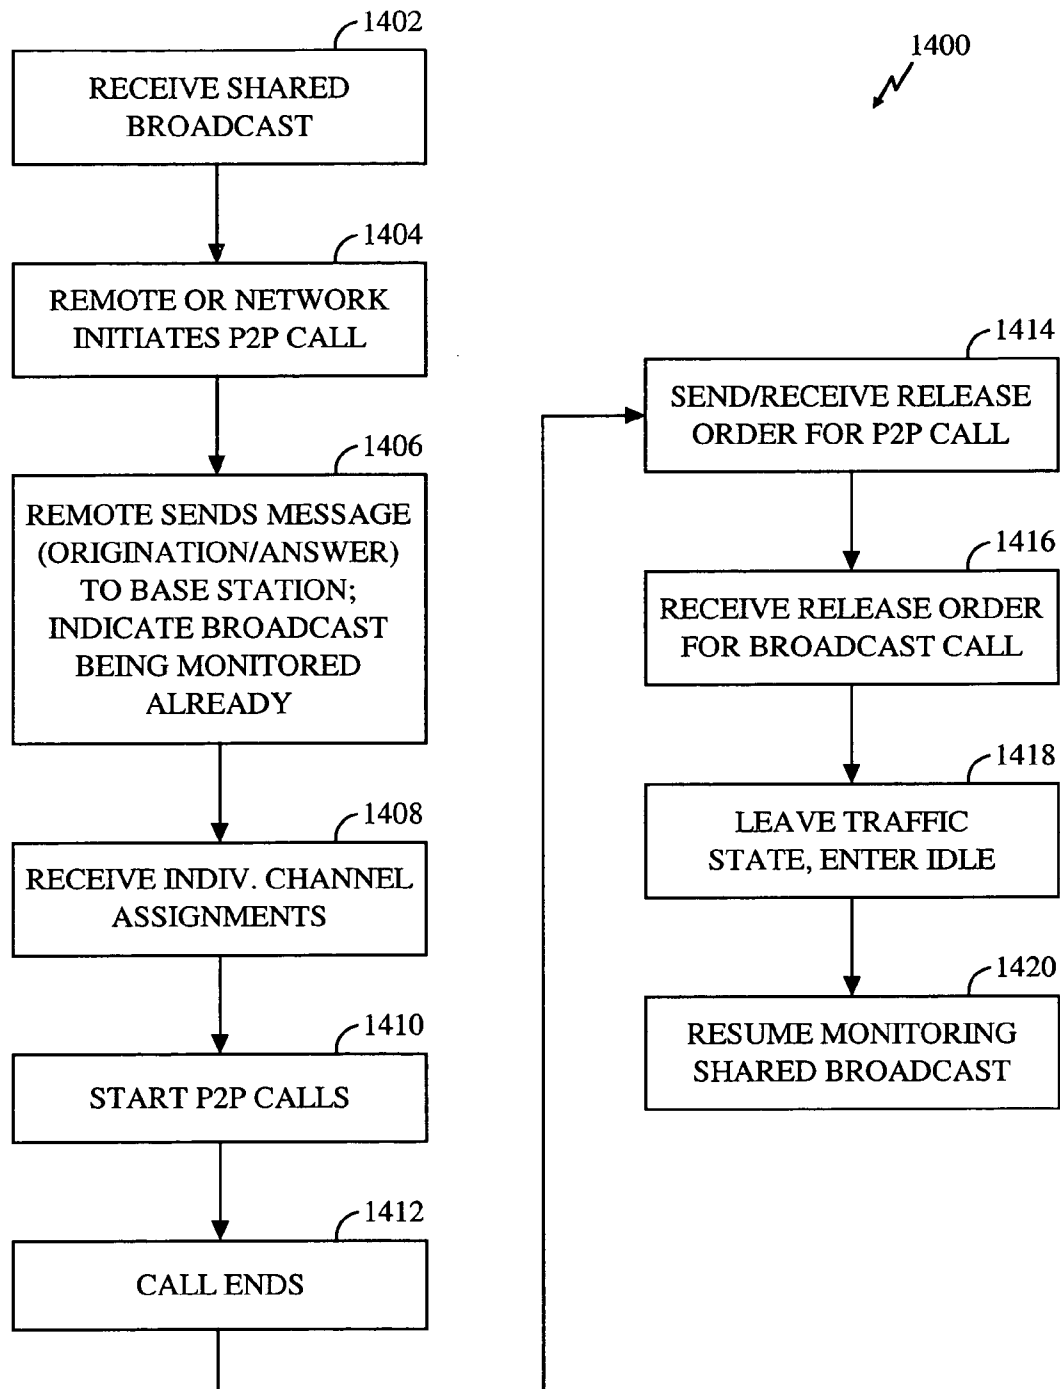 1402
RECEIVE SHARED
BROADCAST
1404
REMOTE OR NETWORK
INITIATES P2P CALL
1406
REMOTE SENDS MESSAGE
(ORIGINATION/ANSWER)
TO BASE STATION;
INDICATE BROADCAST
BEING MONITORED
ALREADY
1408
RECEIVE INDIV. CHANNEL
ASSIGNMENTS
1410
START P2P CALLS
1412
CALL ENDS
1400
1414
SEND/RECEIVE RELEASE
ORDER FOR P2P CALL
1416
RECEIVE RELEASE ORDER
FOR BROADCAST CALL
1418
LEAVE TRAFFIC
STATE, ENTER IDLE
1420
RESUME MONITORING
SHARED BROADCAST